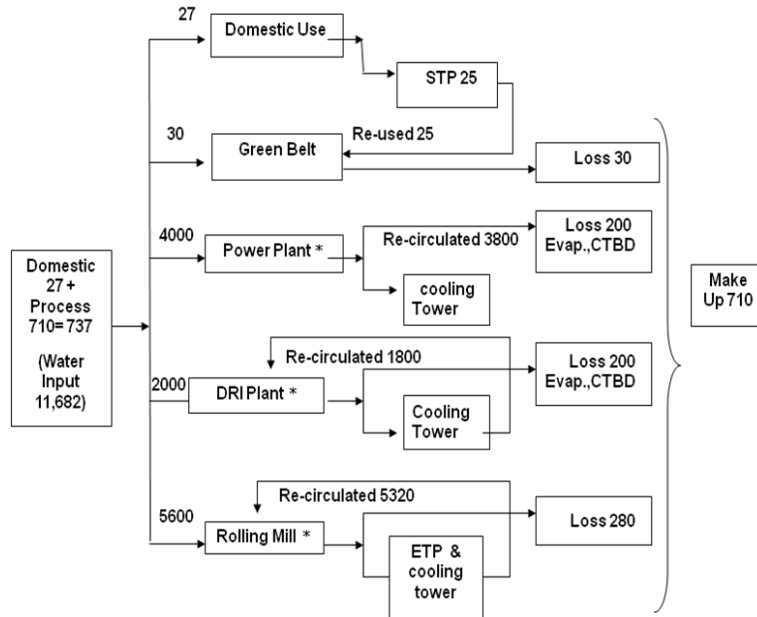 27
Domestic Use
STP 25
30
Green Belt
Re-used 25
Loss 30
4000
Power Plant *
Re-circulated 3800
cooling
Tower
Loss 200
Evap.,CTBD
Domestic
27 +
Process
710= 737
(Water
Input
11,682)
Make
Up 710
2000
DRI Plant *
Re-circulated 1800
Cooling
Tower
Loss 200
Evap.,CTBD
5600
Rolling Mill *
Re-circulated 5320
ETP &
cooling
tower
Loss 280